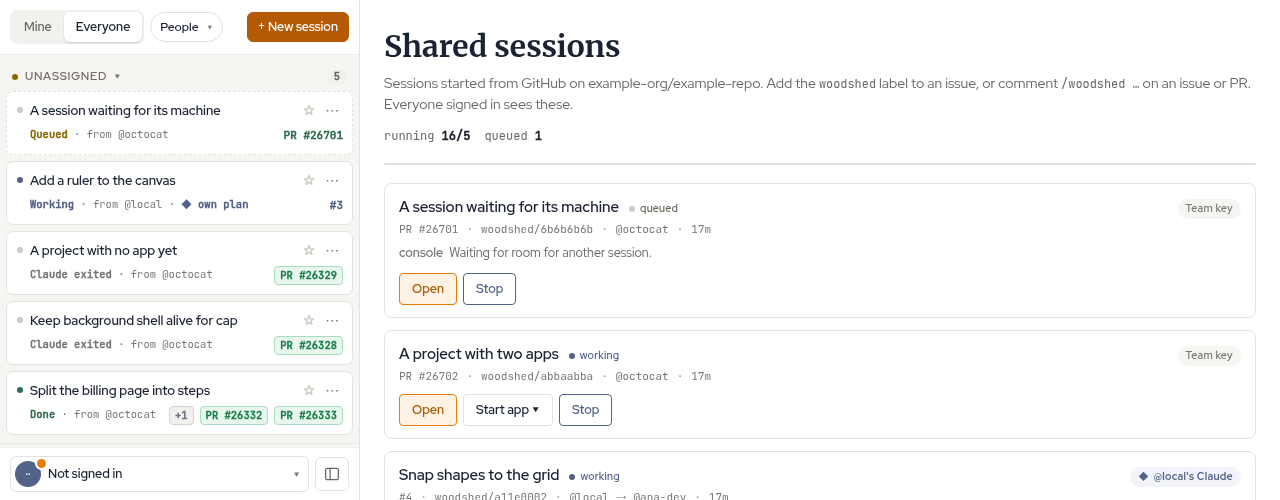 Mine Everyone People ▾ + New session
UNASSIGNED ▾ 5
A session waiting for its machine ☆ ···
Queued · from @octocat PR #26701
Add a ruler to the canvas ☆ ···
Working · from @local · ◆ own plan #3
A project with no app yet ☆ ···
Claude exited · from @octocat PR #26329
Keep background shell alive for cap ☆ ···
Claude exited · from @octocat PR #26328
Split the billing page into steps ☆ ···
Done · from @octocat +1 PR #26332 PR #26333
Not signed in ▾
Shared sessions
Sessions started from GitHub on example-org/example-repo. Add the woodshed label to an issue, or comment /woodshed … on an issue or PR.
Everyone signed in sees these.
running 16/5 queued 1
A session waiting for its machine queued Team key
PR #26701 · woodshed/6b6b6b6b · @octocat · 17m
console Waiting for room for another session.
Open Stop
A project with two apps working Team key
PR #26702 · woodshed/abbaabba · @octocat · 17m
Open Start app ▾ Stop
Snap shapes to the grid working ◆ @local's Claude
#4 · woodshed/a11e0002 · @local → @ana-dev · 17m